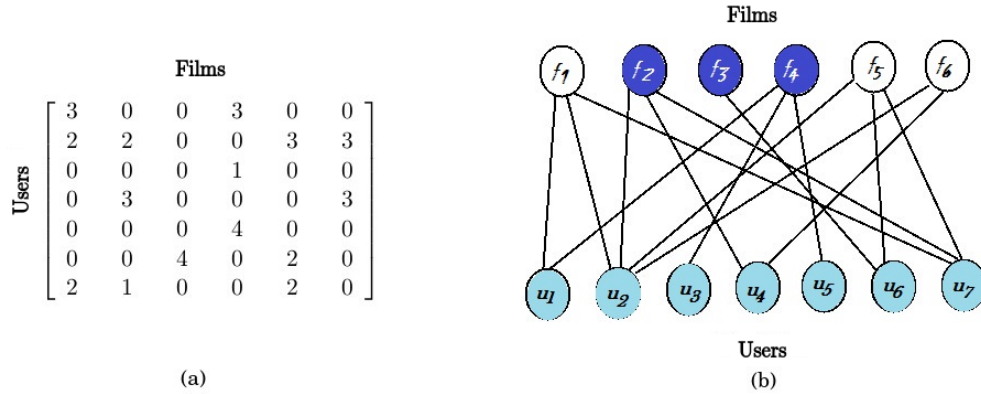 Films
Users
3 0 0 3 0 0
2 2 0 0 3 3
0 0 0 1 0 0
0 3 0 0 0 3
0 0 0 4 0 0
0 0 4 0 2 0
2 1 0 0 2 0
(a)
Films
f1 f2 f3 f4 f5 f6
u1 u2 u3 u4 u5 u6 u7
Users
(b)